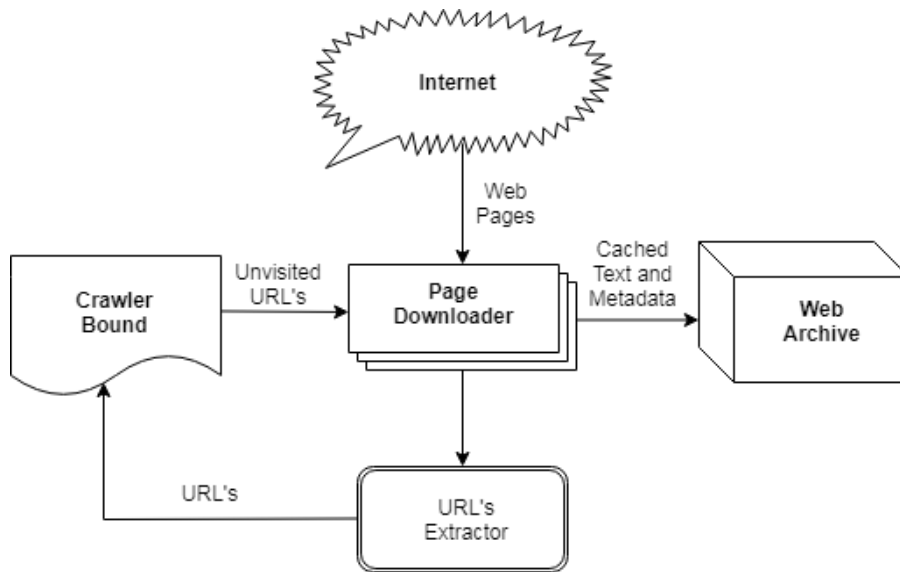 Internet
Web
Pages
Cached
Text and
Metadata
Unvisited
URL's
Crawler
Bound
Page
Downloader
Web
Archive
URL's
URL's
Extractor